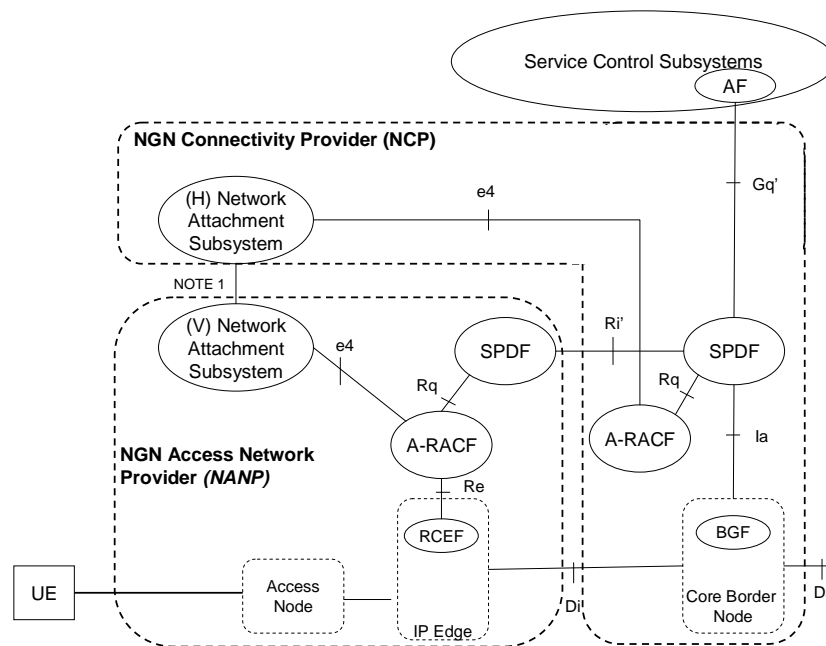 Service Control Subsystems
AF
NGN Connectivity Provider (NCP)
Gq’
e4
(H) Network
Attachment
Subsystem
NOTE 1
(V) Network
Attachment
Subsystem
e4
SPDF
Ri’
SPDF
Rq
Rq
A-RACF
A-RACF
Ia
NGN Access Network
Provider (NANP)
Re
RCEF
BGF
UE
Access
Node
IP Edge
Di
Core Border
Node
D